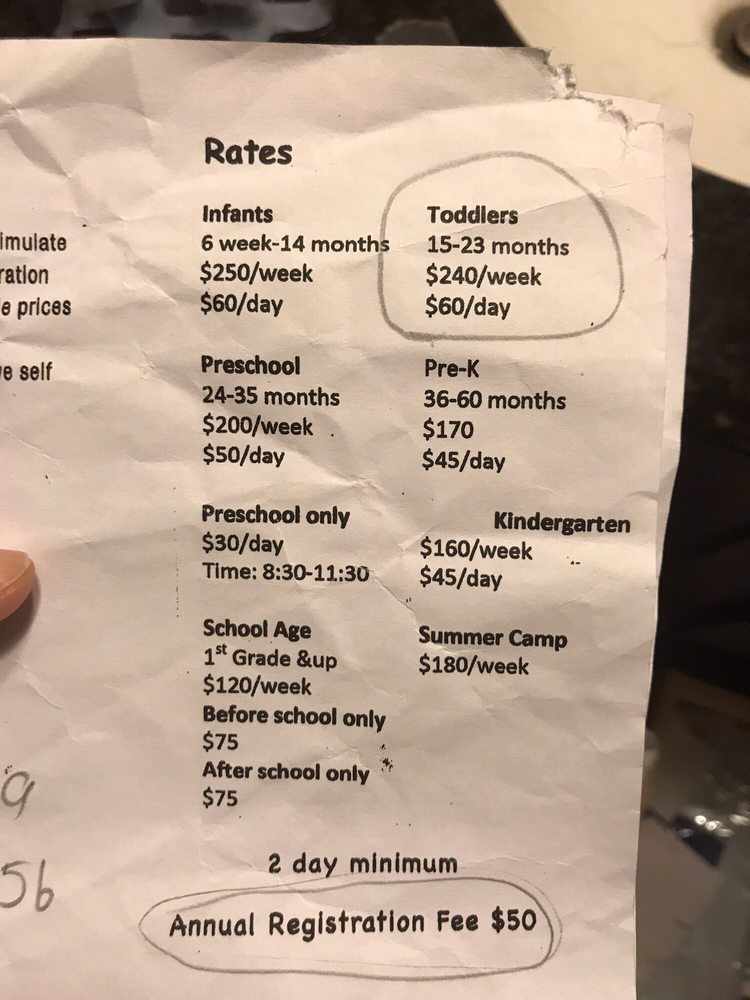 imulate
ration
e prices
e self
Rates
Infants
6 week-14 months
$250/week
$60/day
Toddlers
15-23 months
$240/week
$60/day
Preschool
24-35 months
$200/week
$50/day
Pre-K
36-60 months
$170
$45/day
Preschool only
$30/day
Time: 8:30-11:30
Kindergarten
$160/week
$45/day
School Age
1st Grade &up
$120/week
Before school only
$75
After school only
$75
Summer Camp
$180/week
2 day minimum
Annual Registration Fee $50
56